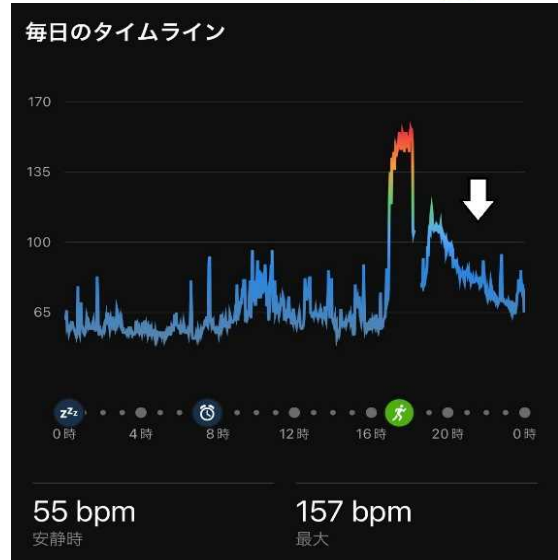 毎日のタイムライン
170
135
100
65
zzz
0時 4時 8時 12時 16時 20時 0時
55 bpm 157 bpm
安静時 最大